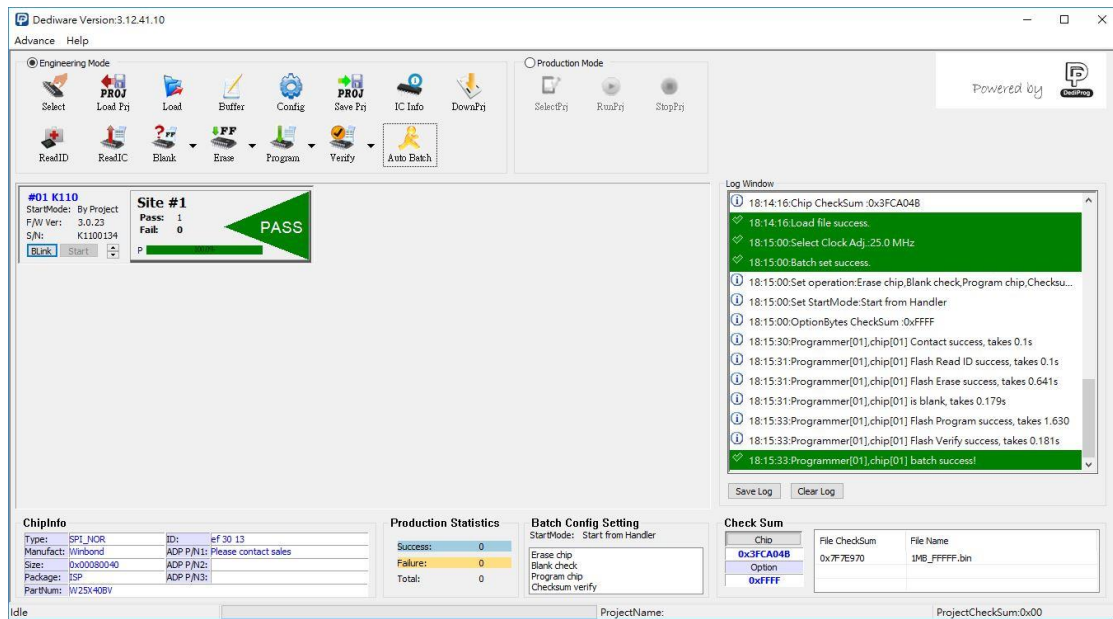 Dediware Version:3.12.41.10
Advance Help
Engineering Mode
Select
PROJ
Load Prj
Load
Buffer
Config
PROJ
Save Prj
IC Info
DownPrj
ReadID
ReadIC
? FF
Blank
FF
Erase
Program
Verify
Auto Batch
Production Mode
SelectPrj
RunPrj
StopPrj
Powered by
DediProg
#01 K110
StartMode: By Project
F/W Ver: 3.0.23
S/N: K1100134
BLink Start
Site #1
Pass: 1
Fail: 0
PASS
P
Log Window
18:14:16:Chip CheckSum :0x3FCA04B
18:14:16:Load file success.
18:15:00:Select Clock Adj.:25.0 MHz
18:15:00:Batch set success.
18:15:00:Set operation:Erase chip,Blank check,Program chip,Checksu...
18:15:00:Set StartMode:Start from Handler
18:15:00:OptionBytes CheckSum :0xFFFF
18:15:30:Programmer[01],chip[01] Contact success, takes 0.1s
18:15:31:Programmer[01],chip[01] Flash Read ID success, takes 0.1s
18:15:31:Programmer[01],chip[01] Flash Erase success, takes 0.641s
18:15:31:Programmer[01],chip[01] is blank, takes 0.179s
18:15:33:Programmer[01],chip[01] Flash Program success, takes 1.630
18:15:33:Programmer[01],chip[01] Flash Verify success, takes 0.181s
18:15:33:Programmer[01],chip[01] batch success!
Save Log Clear Log
ChipInfo
Type: SPI_NOR ID: ef 30 13
Manufact: Winbond ADP P/N1: Please contact sales
Size: 0x00080040 ADP P/N2:
Package: ISP ADP P/N3:
PartNum: W25X40BV
Production Statistics
Success: 0
Failure: 0
Total: 0
Batch Config Setting
StartMode: Start from Handler
Erase chip
Blank check
Program chip
Checksum verify
Check Sum
Chip
0x3FCA04B
Option
0xFFFF
File CheckSum File Name
0x7F7E970 1MB_FFFFF.bin
Idle
ProjectName:
ProjectCheckSum:0x00